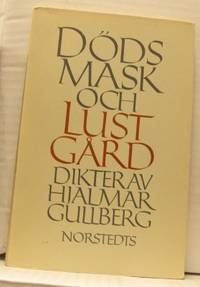 DÖDS
MASK
OCH
LUST
GÅRD
DIKTER AV
HJALMAR
GULLBERG
NORSTEDTS